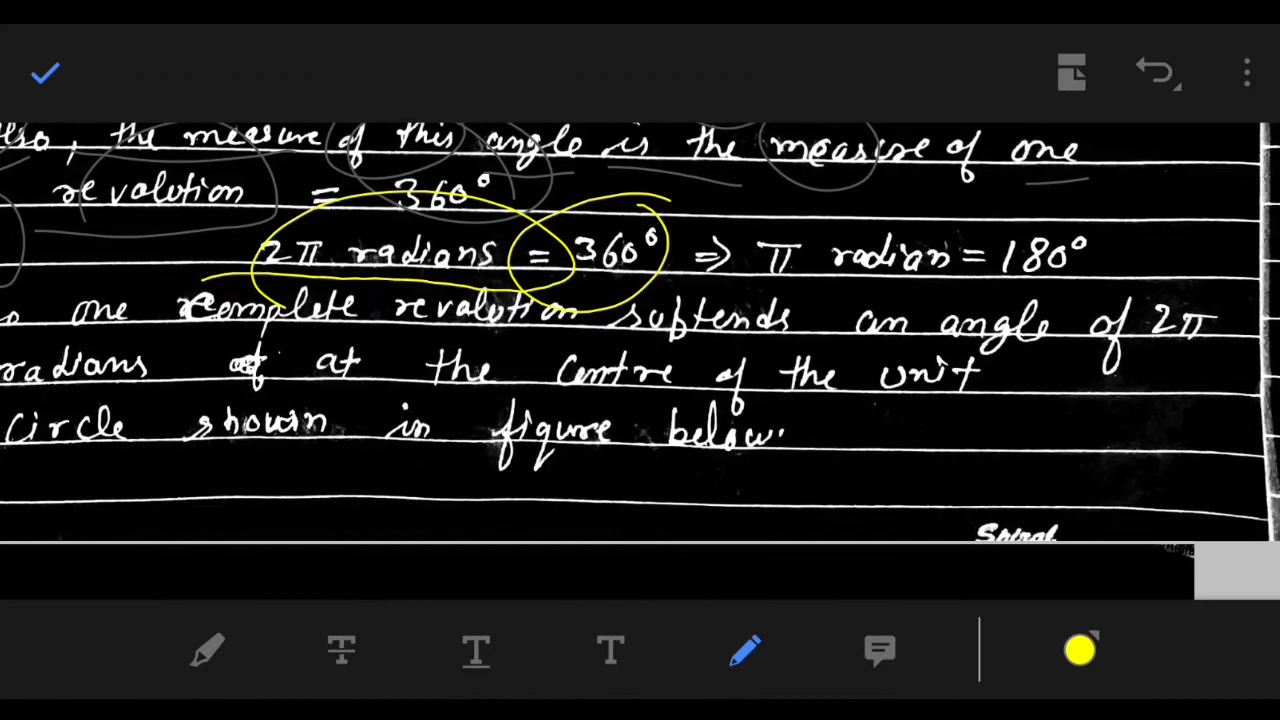 lso, the measure of this angle is the measure of one
revolution = 360°
2π radians = 360° ⇒ π radian = 180°
one complete revolution subtends an angle of 2π
radians at the centre of the unit
circle shown in figure below.
Spiral
T T T